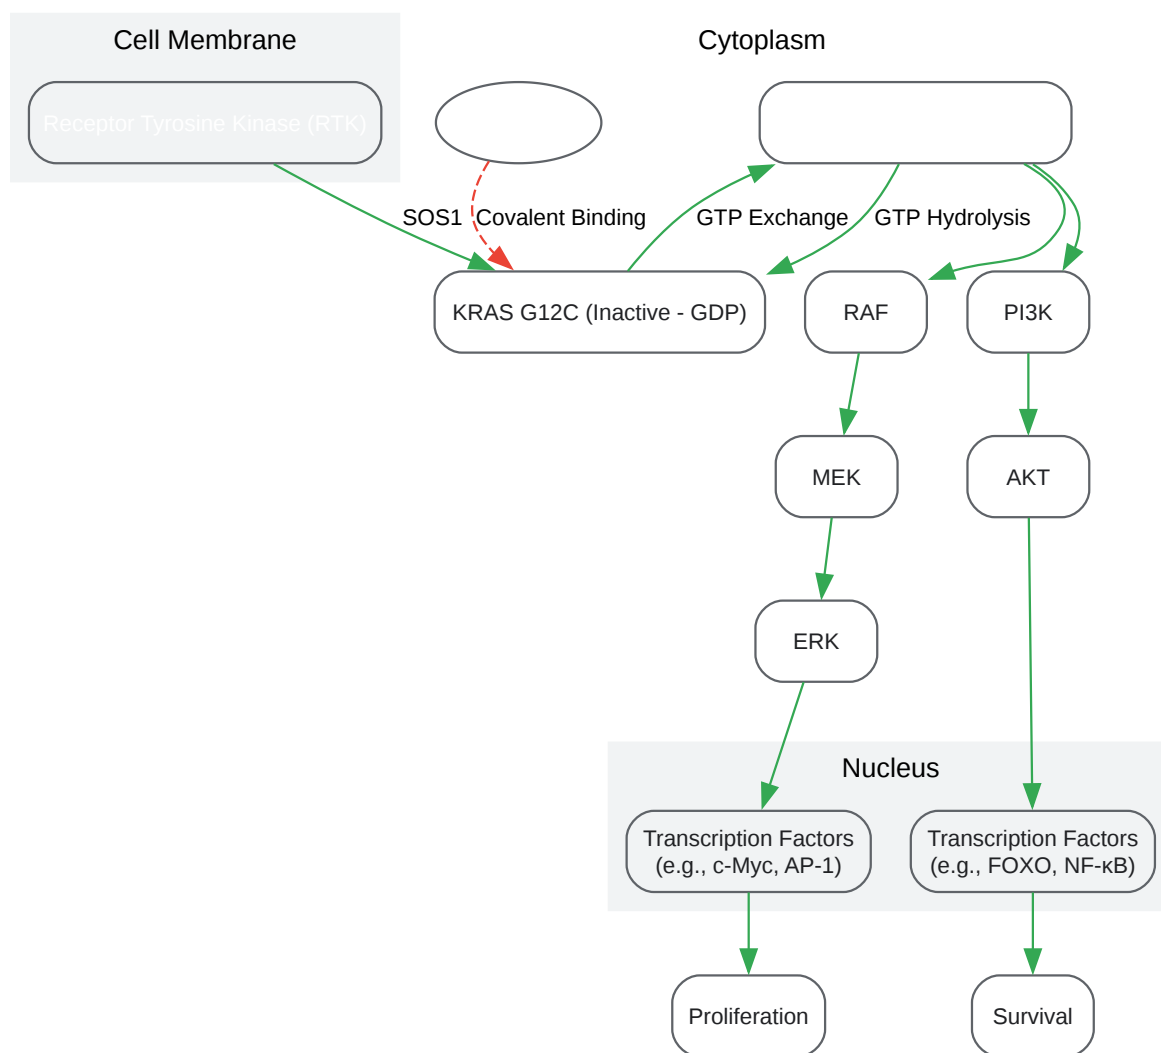 Cell Membrane
Cytoplasm
Receptor Tyrosine Kinase (RTK)
SOS1
Covalent Binding
GTP Exchange
GTP Hydrolysis
KRAS G12C (Inactive - GDP)
RAF
PI3K
MEK
AKT
ERK
Nucleus
Transcription Factors
(e.g., c-Myc, AP-1)
Transcription Factors
(e.g., FOXO, NF-κB)
Proliferation
Survival